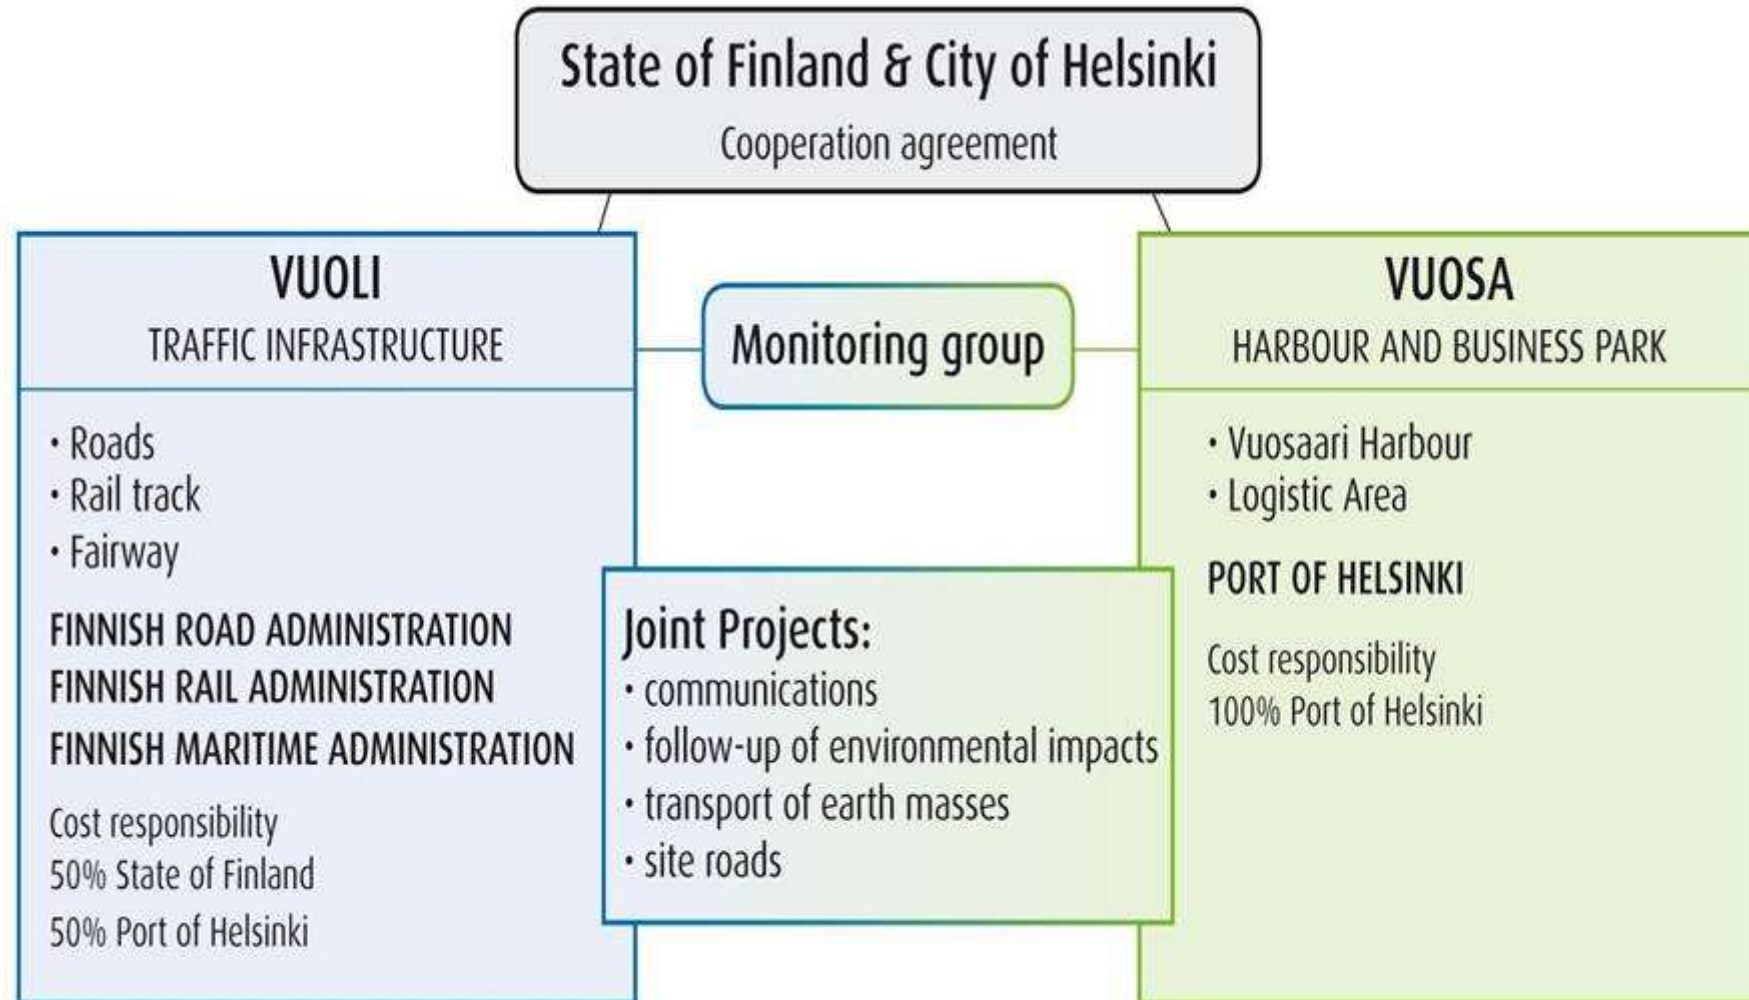 State of Finland & City of Helsinki
Cooperation agreement
VUOLI
TRAFFIC INFRASTRUCTURE
• Roads
• Rail track
• Fairway
FINNISH ROAD ADMINISTRATION
FINNISH RAIL ADMINISTRATION
FINNISH MARITIME ADMINISTRATION
Cost responsibility
50% State of Finland
50% Port of Helsinki
Monitoring group
Joint Projects:
• communications
• follow-up of environmental impacts
• transport of earth masses
• site roads
VUOSA
HARBOUR AND BUSINESS PARK
• Vuosaari Harbour
• Logistic Area
PORT OF HELSINKI
Cost responsibility
100% Port of Helsinki